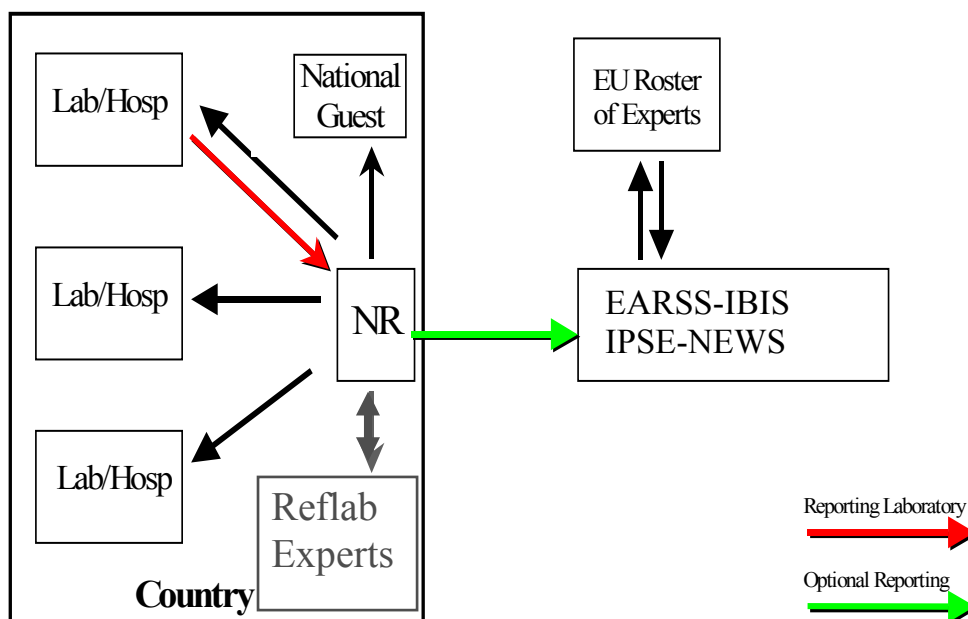 Lab/Hosp
National
Guest
EU Roster
of Experts
Lab/Hosp
NR
EARSS-IBIS
IPSE-NEWS
Lab/Hosp
Reflab
Experts
Country
Reporting Laboratory
Optional Reporting